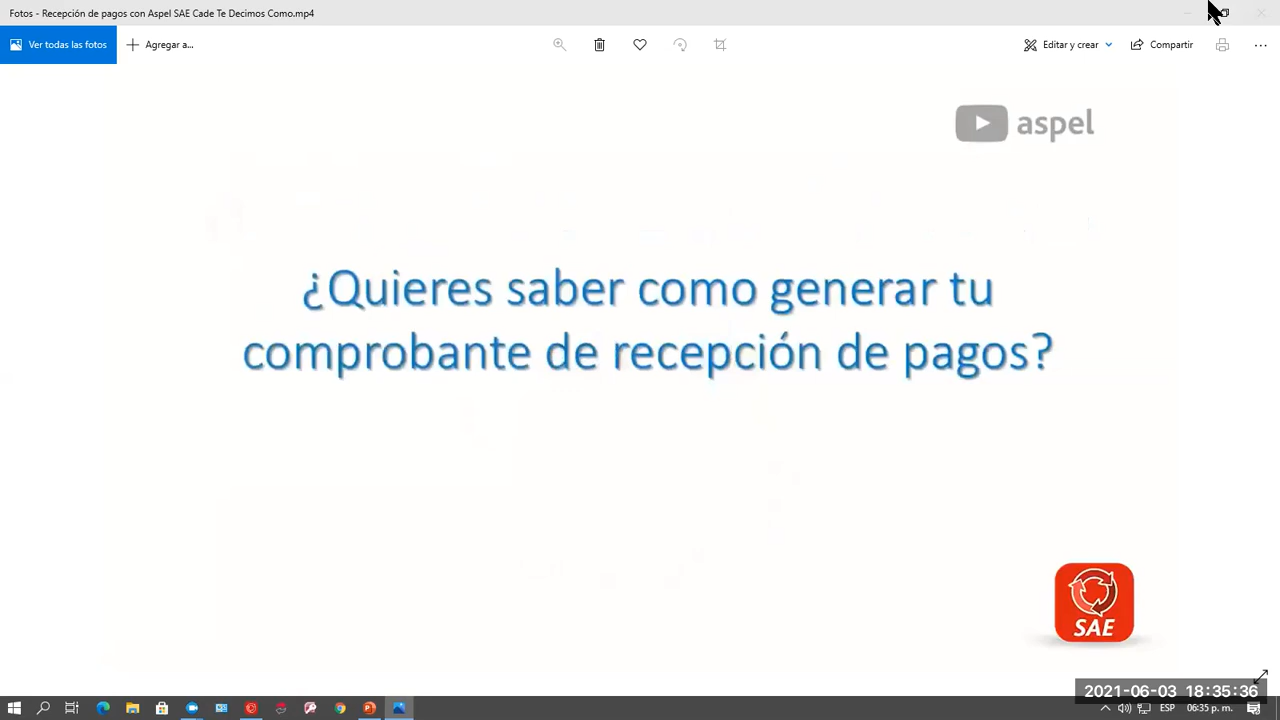 Fotos - Recepción de pagos con Aspel SAE Cade Te Decimos Como.mp4
Ver todas las fotos
Agregar a...
Editar y crear
Compartir
aspel
¿Quieres saber como generar tu
comprobante de recepción de pagos?
SAE
2021-06-03 18:35:36
ESP
06:35 p. m.